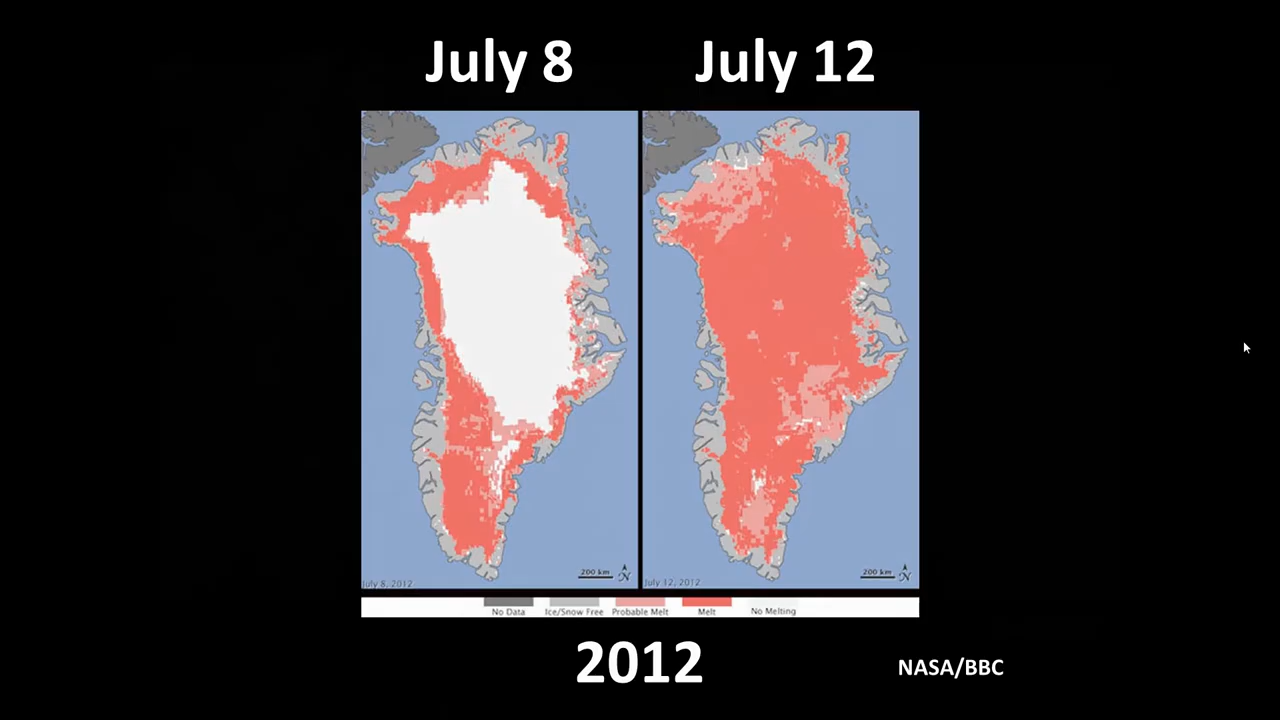 July 8
July 12
200 km
N
200 km
N
July 8, 2012
July 12, 2012
No Data
Ice/Snow Free
Probable Melt
Melt
No Melting
2012
NASA/BBC